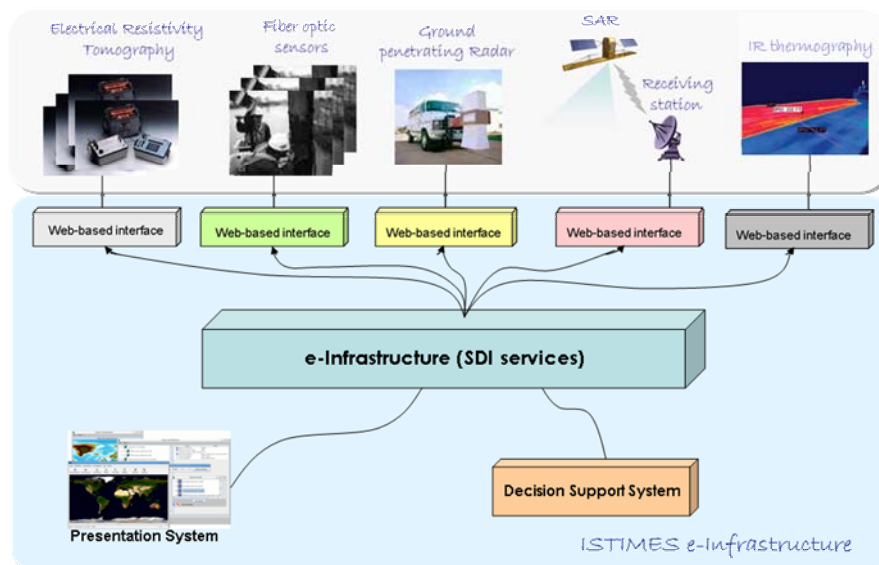 Electrical Resistivity
Tomography
Fiber optic
sensors
Ground
penetrating Radar
SAR
Receiving
station
IR thermography
Web-based interface
Web-based interface
Web-based interface
Web-based interface
Web-based interface
e-Infrastructure (SDI services)
Presentation System
Decision Support System
ISTIMES e-Infrastructure